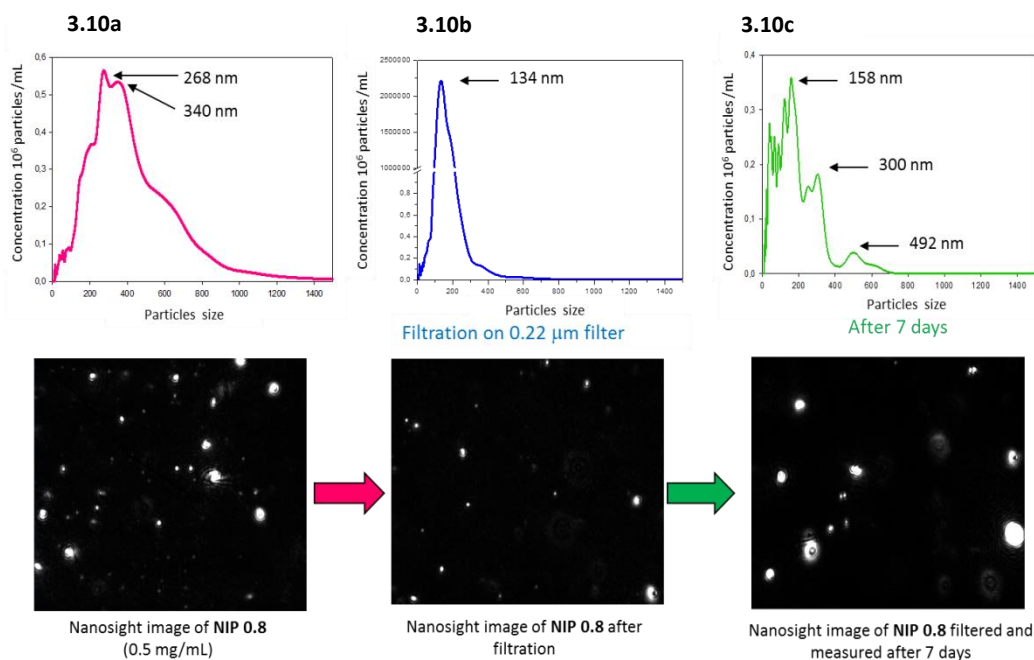 3.10a
0,6
0,5
0,4
0,3
0,2
0,1
0,0
0 200 400 600 800 1000 1200 1400
Concentration 10⁶ particles /mL
Particles size
268 nm
340 nm
3.10b
2500000
2000000
1500000
1000000
0.8
0.6
0.4
0.2
0.0
0 200 400 600 800 1000 1200 1400
Concentration 10⁶ particles /mL
Particles size
134 nm
Filtration on 0.22 µm filter
3.10c
0,4
0,3
0,2
0,1
0,0
0 200 400 600 800 1000 1200 1400
Concentration 10⁶ particles /mL
Particles size
158 nm
300 nm
492 nm
After 7 days
Nanosight image of NIP 0.8
(0.5 mg/mL)
Nanosight image of NIP 0.8 after
filtration
Nanosight image of NIP 0.8 filtered and
measured after 7 days